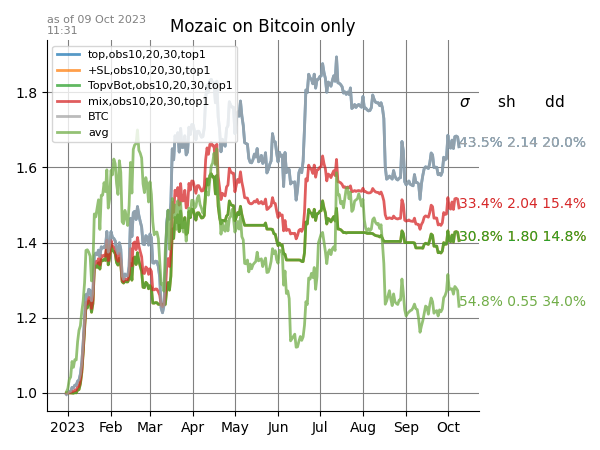 as of 09 Oct 2023
11:31
Mozaic on Bitcoin only
top,obs10,20,30,top1
+SL,obs10,20,30,top1
TopvBot,obs10,20,30,top1
mix,obs10,20,30,top1
BTC
avg
σ sh dd
43.5% 2.14 20.0%
33.4% 2.04 15.4%
30.8% 1.80 14.8%
54.8% 0.55 34.0%
1.8
1.6
1.4
1.2
1.0
2023 Feb Mar Apr May Jun Jul Aug Sep Oct